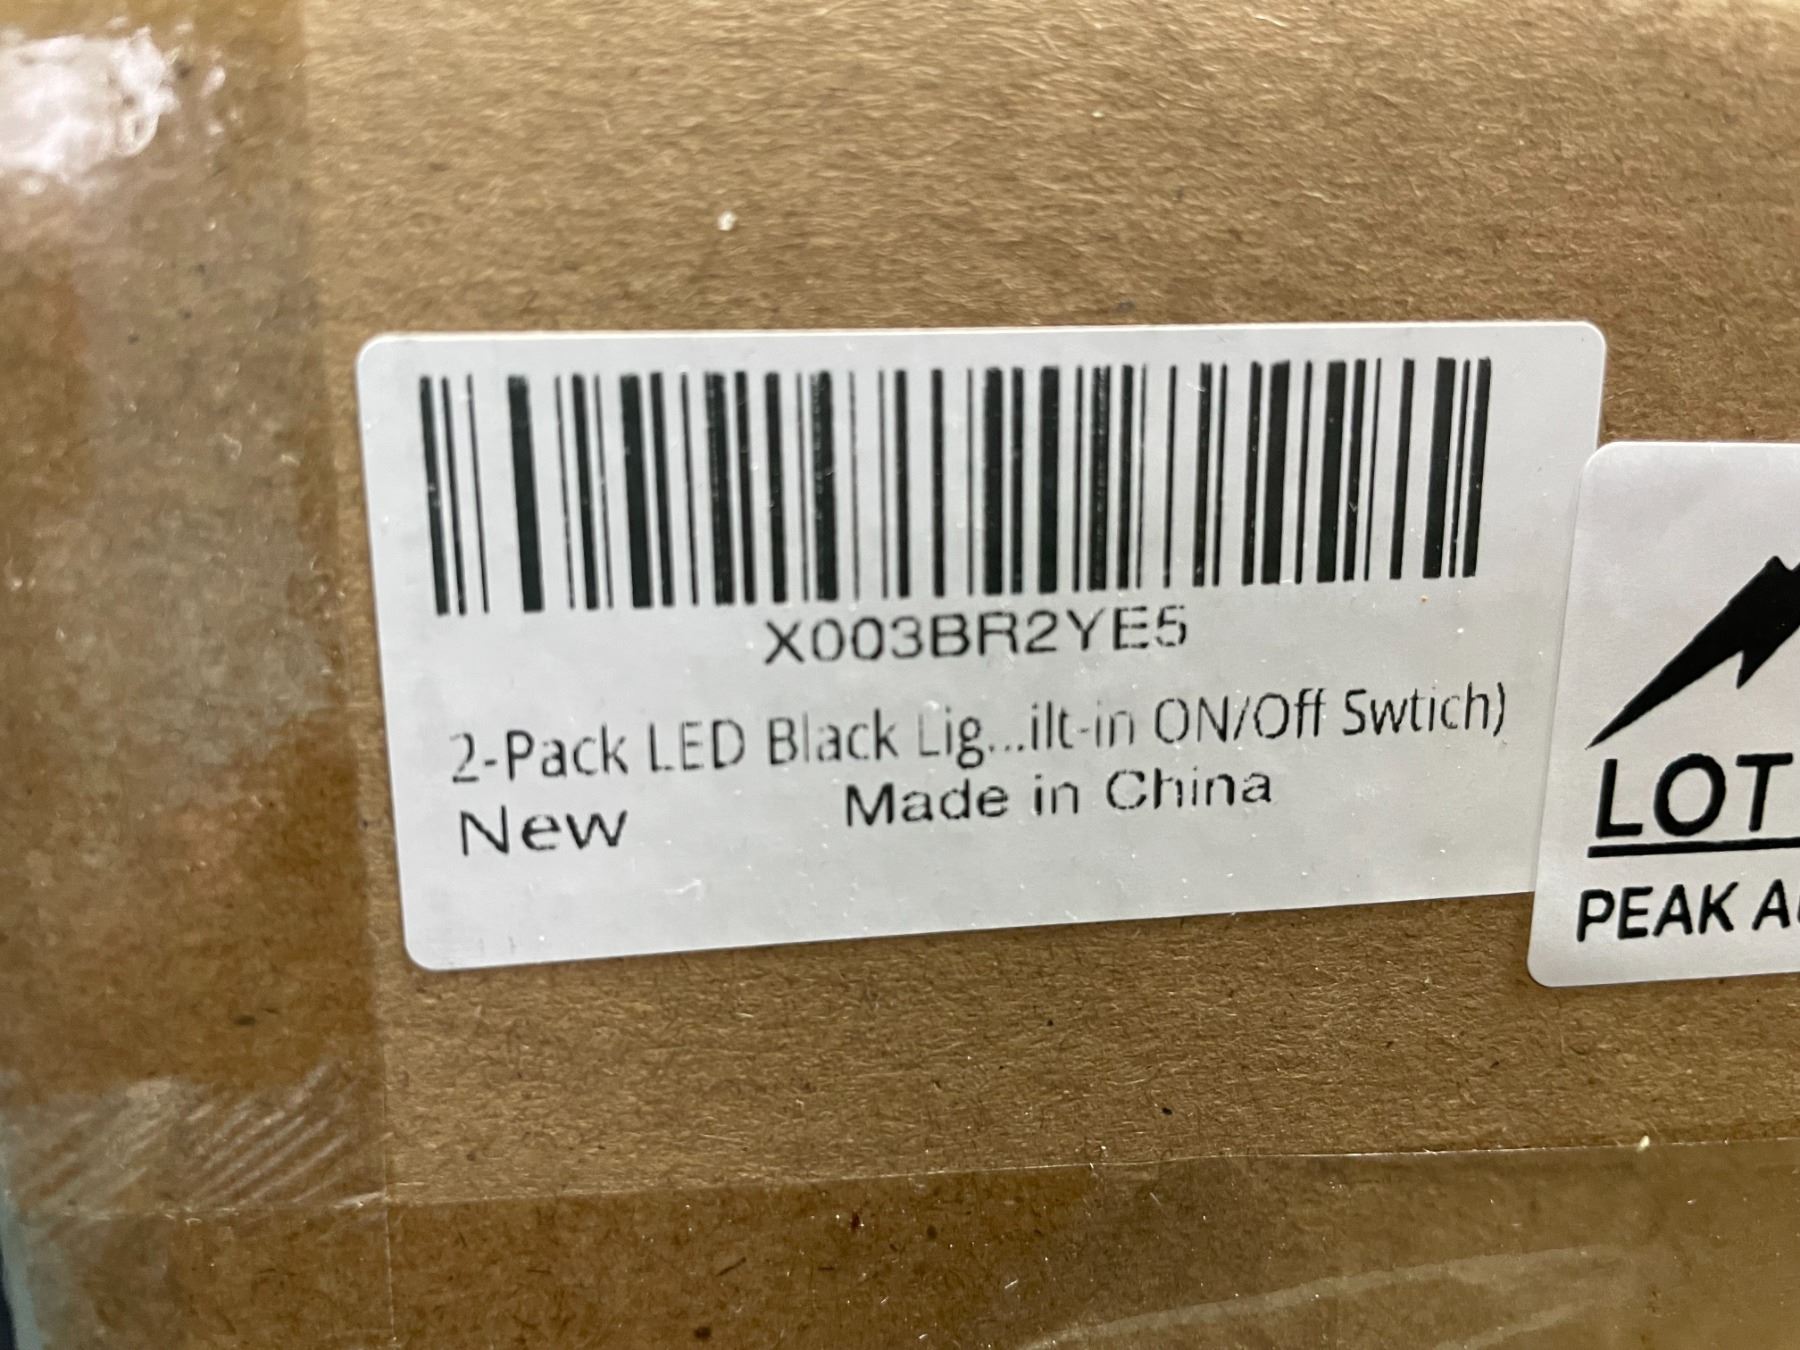 X003BR2YE5
2-Pack LED Black Lig...ilt-in ON/Off Swtich)
New Made in China
LOT
PEAK